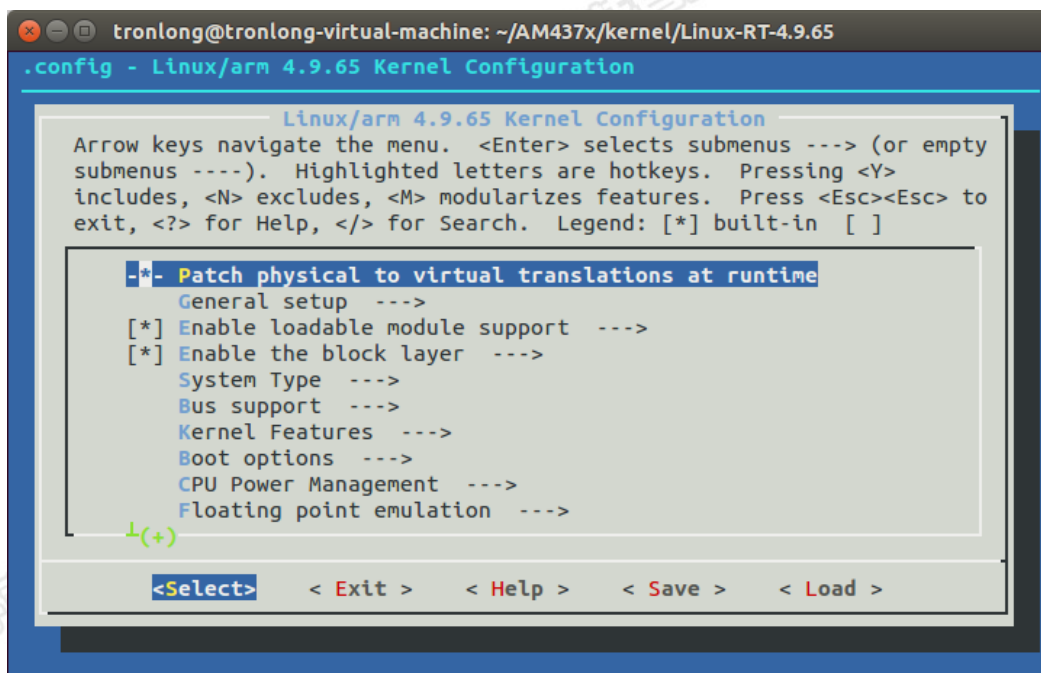 tronlong@tronlong-virtual-machine: ~/AM437x/kernel/Linux-RT-4.9.65
.config - Linux/arm 4.9.65 Kernel Configuration
Linux/arm 4.9.65 Kernel Configuration
Arrow keys navigate the menu.  <Enter> selects submenus ---> (or empty
submenus ----).  Highlighted letters are hotkeys.  Pressing <Y>
includes, <N> excludes, <M> modularizes features.  Press <Esc><Esc> to
exit, <?> for Help, </> for Search.  Legend: [*] built-in  [ ]
-*- Patch physical to virtual translations at runtime
General setup  --->
[*] Enable loadable module support  --->
[*] Enable the block layer  --->
System Type  --->
Bus support  --->
Kernel Features  --->
Boot options  --->
CPU Power Management  --->
Floating point emulation  --->
┴(+)
<Select>    < Exit >    < Help >    < Save >    < Load >